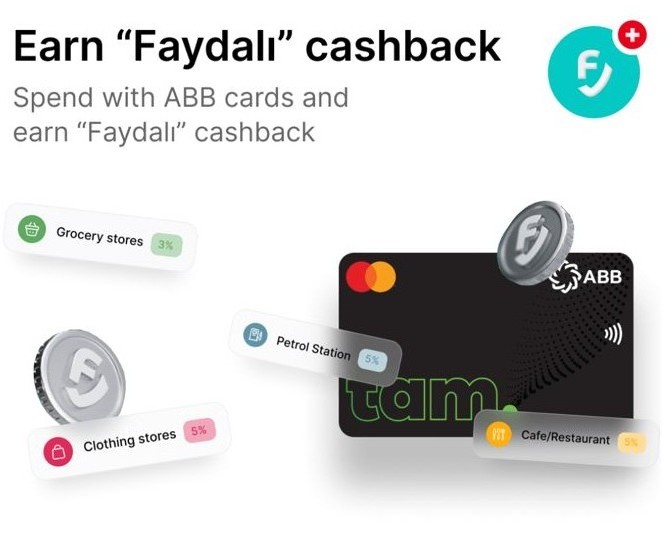 Earn “Faydalı” cashback
Spend with ABB cards and
earn “Faydalı” cashback
Grocery stores 3%
ABB
Petrol Station 5%
tam.
Clothing stores 5%
Cafe/Restaurant 5%